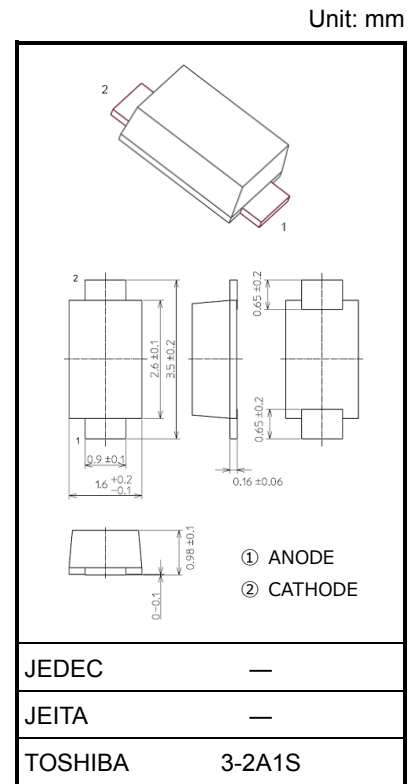 Unit: mm
2
1
2
1
2.6 ±0.1
3.5 ±0.2
0.9 ±0.1
1.6 +0.2
−0.1
0.16 ±0.06
0.65 ±0.2
0.65 ±0.2
0.98 ±0.1
0~0.1
① ANODE
② CATHODE
JEDEC —
JEITA —
TOSHIBA 3-2A1S